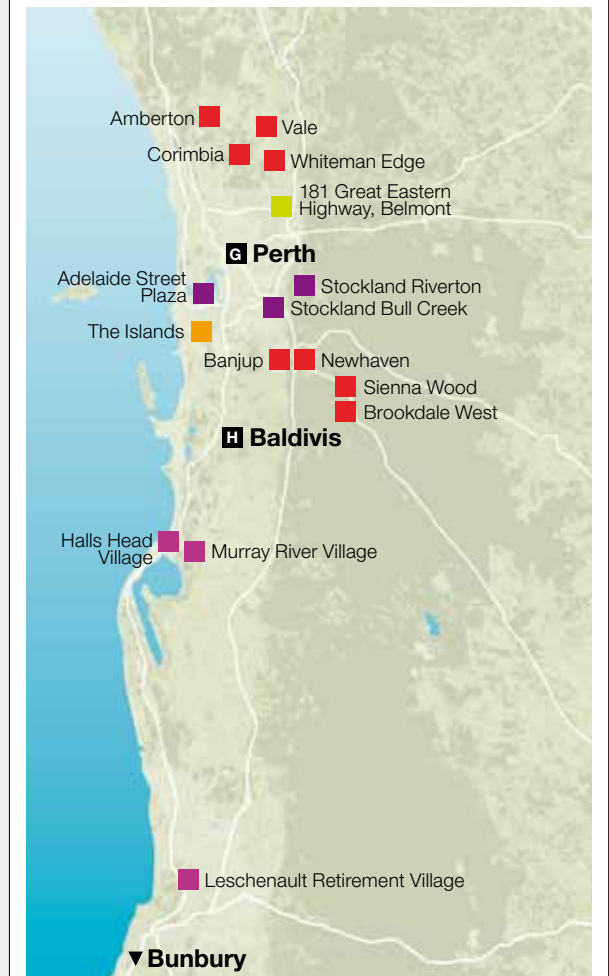 Amberton
Vale
Corimbia
Whiteman Edge
181 Great Eastern
Highway, Belmont
G Perth
Adelaide Street
Plaza
Stockland Riverton
Stockland Bull Creek
The Islands
Banjup
Newhaven
Sienna Wood
Brookdale West
H Baldivis
Halls Head
Village
Murray River Village
Leschenault Retirement Village
▼ Bunbury